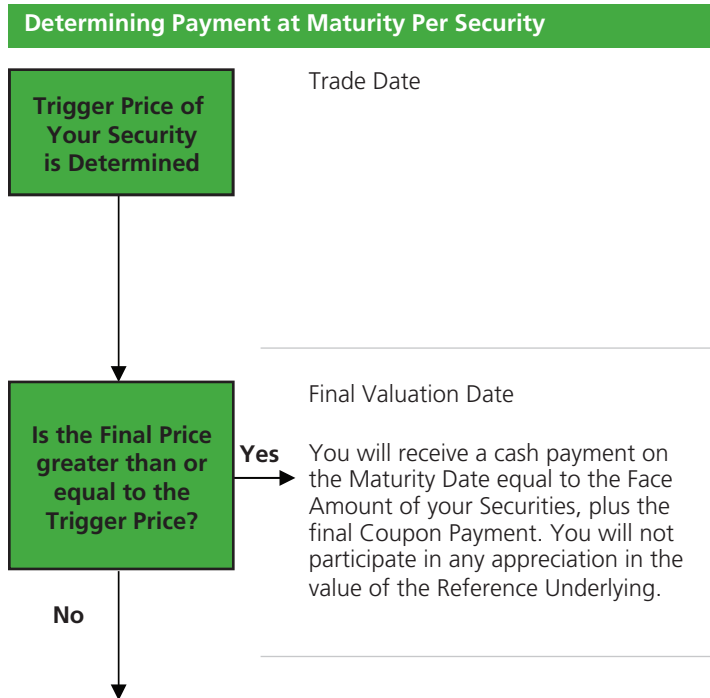 Determining Payment at Maturity Per Security
Trigger Price of
Your Security
is Determined
Trade Date
Is the Final Price
greater than or
equal to the
Trigger Price?
Yes
Final Valuation Date
You will receive a cash payment on
the Maturity Date equal to the Face
Amount of your Securities, plus the
final Coupon Payment. You will not
participate in any appreciation in the
value of the Reference Underlying.
No